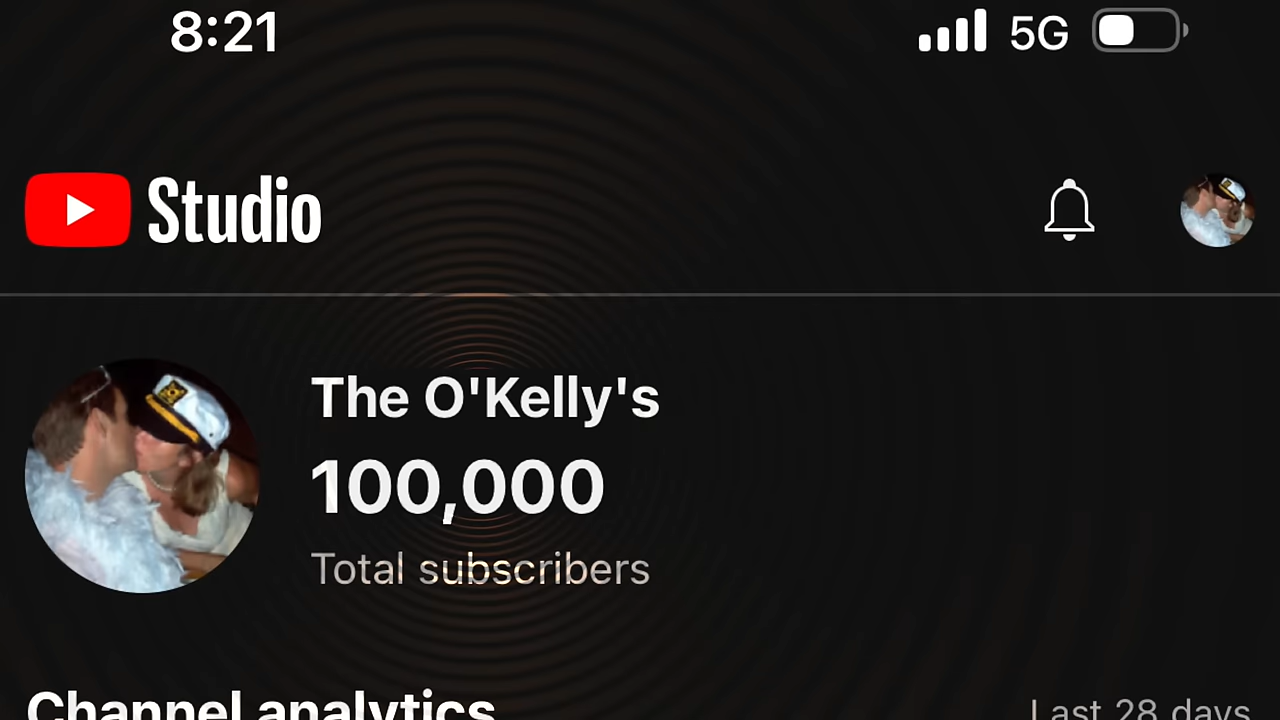 8:21 5G
Studio
The O'Kelly's
100,000
Total subscribers
Channel analytics Last 28 days